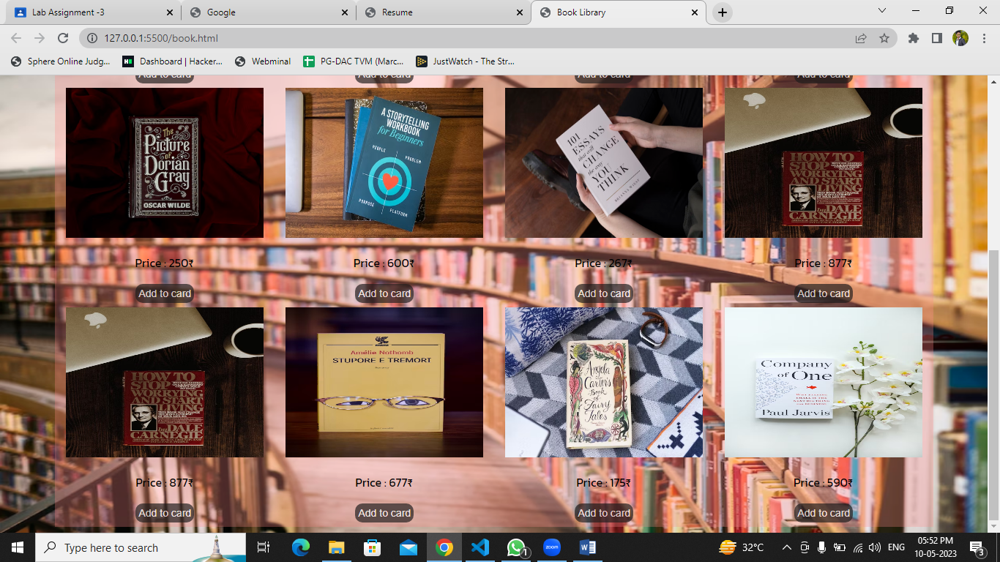 Lab Assignment -3
Google
Resume
Book Library
127.0.0.1:5500/book.html
Sphere Online Judg...
Dashboard | Hacker...
Webminal
PG-DAC TVM (Marc...
JustWatch - The Str...
Add to card
Add to card
Add to card
Add to card
The
Picture
of
Dorian
Gray
OSCAR WILDE
A STORYTELLING
WORKBOOK
for Beginners
PEOPLE
PROBLEM
PURPOSE
PLATFORM
101
ESSAYS
that will
CHANGE
the way
YOU
THINK
BRIANNA WIEST
HOW TO
STOP
WORRYING
AND START
LIVING
DALE
CARNEGIE
Price : 250₹
Price : 600₹
Price : 267₹
Price : 877₹
Add to card
Add to card
Add to card
Add to card
HOW TO
STOP
WORRYING
AND START
LIVING
DALE
CARNEGIE
Amélie Nothomb
STUPORE E TREMORI
Angela
Carter's
Book
of
Fairy
Tales
Company
of One
Paul Jarvis
Price : 877₹
Price : 677₹
Price : 175₹
Price : 590₹
Add to card
Add to card
Add to card
Add to card
Type here to search
zoom
1
32°C
ENG
05:52 PM
10-05-2023
3